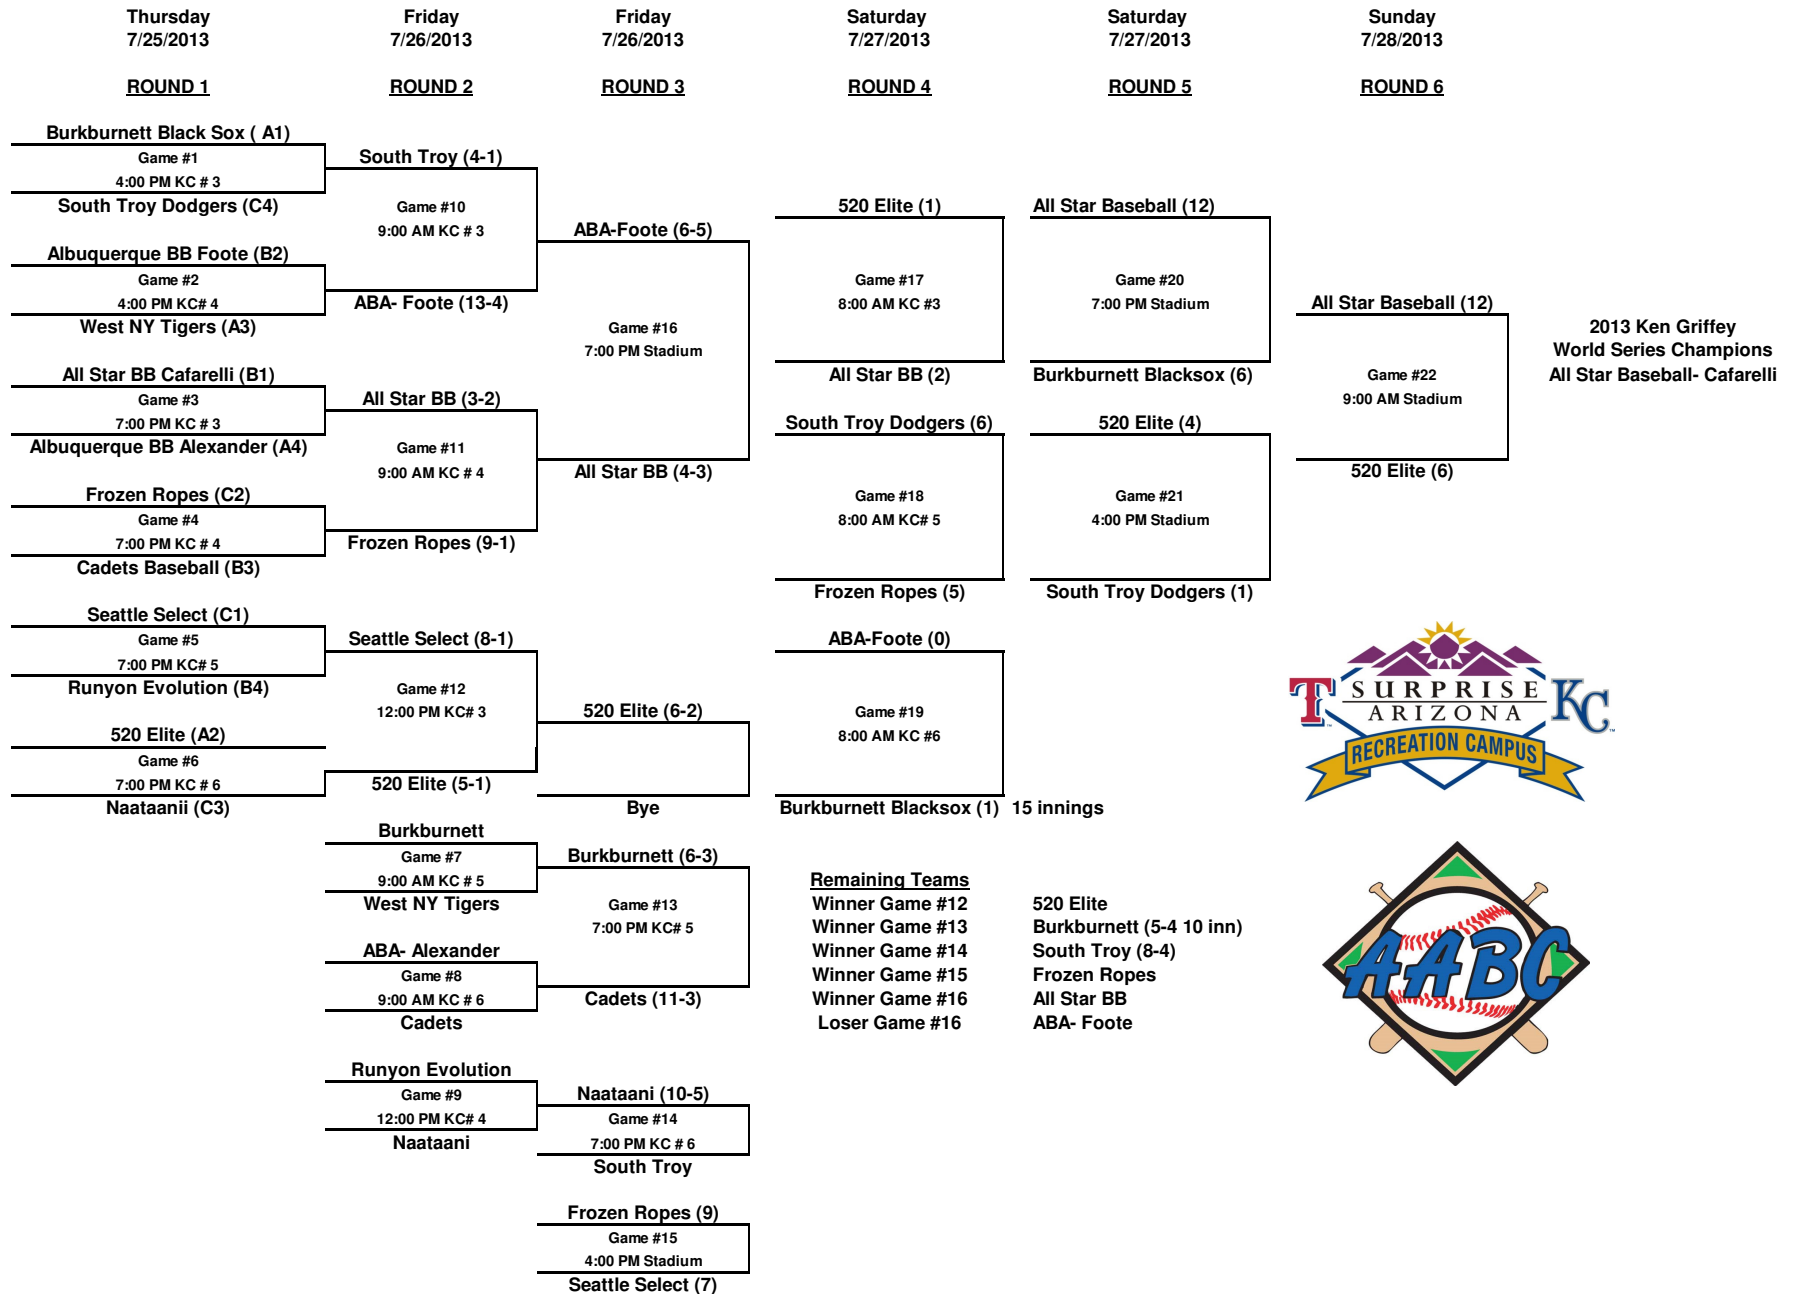 Thursday
7/25/2013
ROUND 1
Friday
7/26/2013
ROUND 2
Friday
7/26/2013
ROUND 3
Saturday
7/27/2013
ROUND 4
Saturday
7/27/2013
ROUND 5
Sunday
7/28/2013
ROUND 6
Burkburnett Black Sox ( A1)
Game #1
4:00 PM KC # 3
South Troy Dodgers (C4)
Albuquerque BB Foote (B2)
Game #2
4:00 PM KC# 4
West NY Tigers (A3)
All Star BB Cafarelli (B1)
Game #3
7:00 PM KC # 3
Albuquerque BB Alexander (A4)
Frozen Ropes (C2)
Game #4
7:00 PM KC # 4
Cadets Baseball (B3)
Seattle Select (C1)
Game #5
7:00 PM KC# 5
Runyon Evolution (B4)
520 Elite (A2)
Game #6
7:00 PM KC # 6
Naataanii (C3)
South Troy (4-1)
Game #10
9:00 AM KC # 3
ABA- Foote (13-4)
All Star BB (3-2)
Game #11
9:00 AM KC # 4
Frozen Ropes (9-1)
Seattle Select (8-1)
Game #12
12:00 PM KC# 3
520 Elite (5-1)
Burkburnett
Game #7
9:00 AM KC # 5
West NY Tigers
ABA- Alexander
Game #8
9:00 AM KC # 6
Cadets
Runyon Evolution
Game #9
12:00 PM KC# 4
Naataani
ABA-Foote (6-5)
Game #16
7:00 PM Stadium
All Star BB (4-3)
520 Elite (6-2)
Bye
Burkburnett (6-3)
Game #13
7:00 PM KC# 5
Cadets (11-3)
Naataani (10-5)
Game #14
7:00 PM KC # 6
South Troy
Frozen Ropes (9)
Game #15
4:00 PM Stadium
Seattle Select (7)
520 Elite (1)
Game #17
8:00 AM KC #3
All Star BB (2)
South Troy Dodgers (6)
Game #18
8:00 AM KC# 5
Frozen Ropes (5)
ABA-Foote (0)
Game #19
8:00 AM KC #6
Burkburnett Blacksox (1) 15 innings
Remaining Teams
Winner Game #12 520 Elite
Winner Game #13 Burkburnett (5-4 10 inn)
Winner Game #14 South Troy (8-4)
Winner Game #15 Frozen Ropes
Winner Game #16 All Star BB
Loser Game #16 ABA- Foote
All Star Baseball (12)
Game #20
7:00 PM Stadium
Burkburnett Blacksox (6)
520 Elite (4)
Game #21
4:00 PM Stadium
South Troy Dodgers (1)
All Star Baseball (12)
Game #22
9:00 AM Stadium
520 Elite (6)
2013 Ken Griffey
World Series Champions
All Star Baseball- Cafarelli
T SURPRISE KC
ARIZONA
RECREATION CAMPUS
AABC